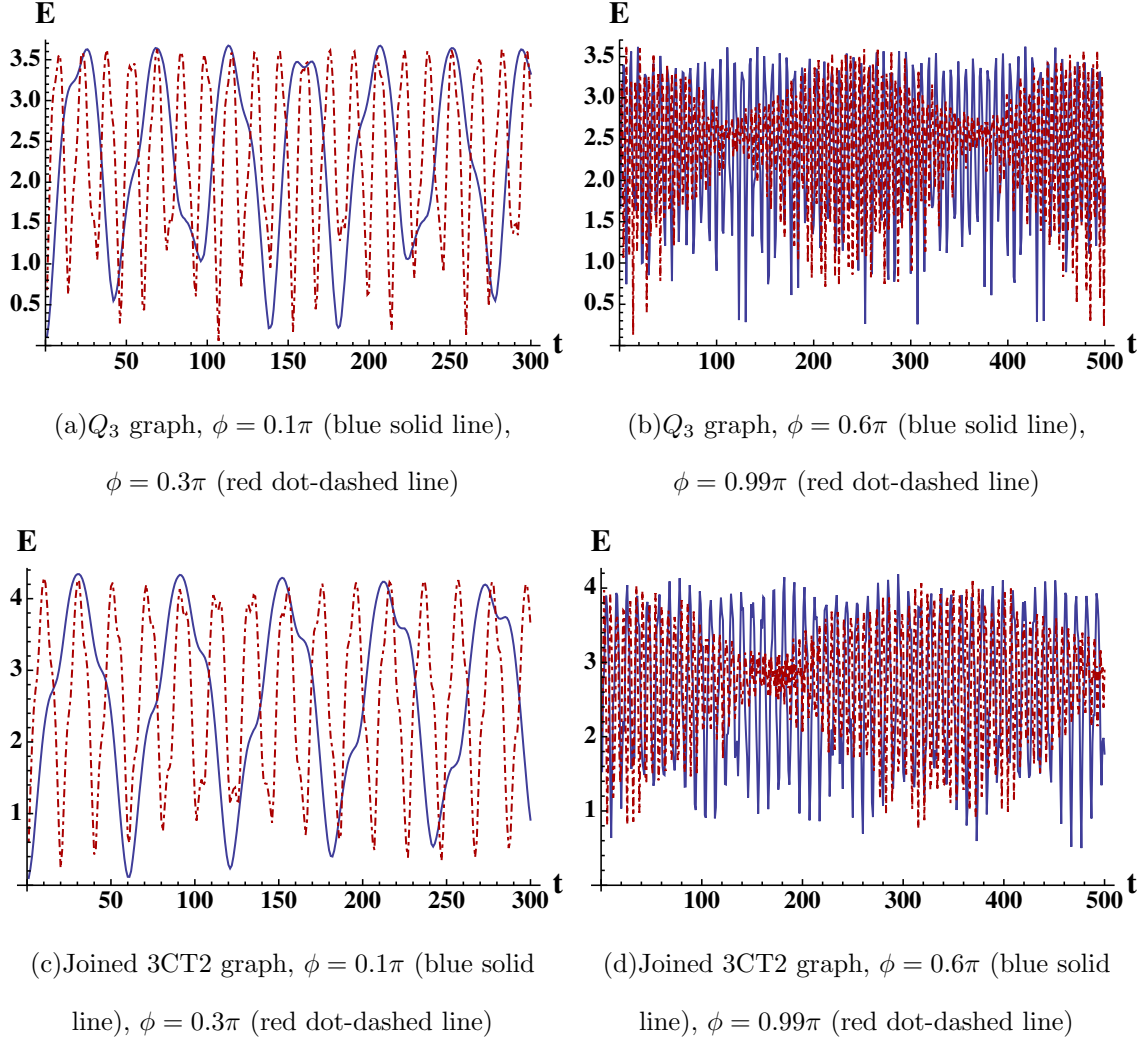 E
E
3.5
3.0
2.5
2.0
1.5
1.0
0.5
50 100 150 200 250 300
t
3.5
3.0
2.5
2.0
1.5
1.0
0.5
100 200 300 400 500
t
(a)Q₃ graph, ϕ = 0.1π (blue solid line),
ϕ = 0.3π (red dot-dashed line)
(b)Q₃ graph, ϕ = 0.6π (blue solid line),
ϕ = 0.99π (red dot-dashed line)
E
E
4
3
2
1
50 100 150 200 250 300
t
4
3
2
1
100 200 300 400 500
t
(c)Joined 3CT2 graph, ϕ = 0.1π (blue solid
line), ϕ = 0.3π (red dot-dashed line)
(d)Joined 3CT2 graph, ϕ = 0.6π (blue solid
line), ϕ = 0.99π (red dot-dashed line)